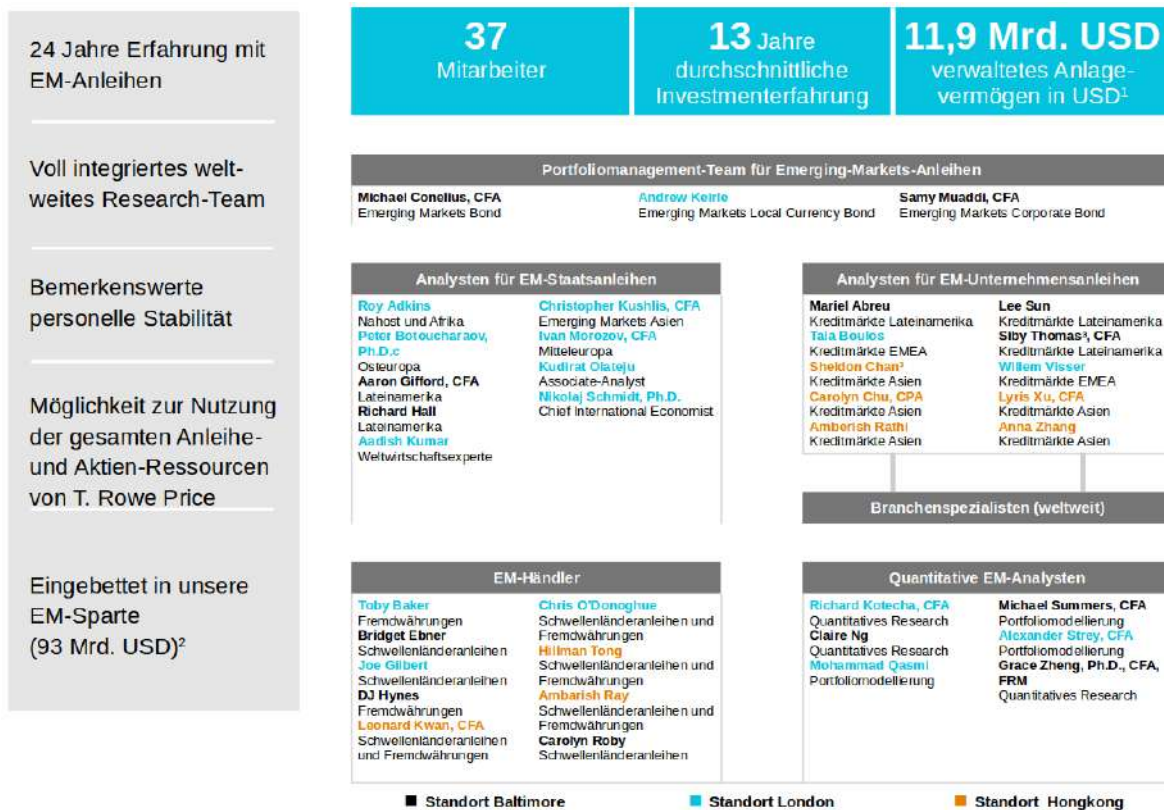 24 Jahre Erfahrung mit
EM-Anleihen
Voll integriertes welt-
weites Research-Team
Bemerkenswerte
personelle Stabilität
Möglichkeit zur Nutzung
der gesamten Anleihe-
und Aktien-Ressourcen
von T. Rowe Price
Eingebettet in unsere
EM-Sparte
(93 Mrd. USD)²
37
Mitarbeiter
13 Jahre
durchschnittliche
Investmenterfahrung
11,9 Mrd. USD
verwaltetes Anlage-
vermögen in USD¹
Portfoliomanagement-Team für Emerging-Markets-Anleihen
Michael Conelius, CFA
Emerging Markets Bond
Andrew Keirle
Emerging Markets Local Currency Bond
Samy Muaddi, CFA
Emerging Markets Corporate Bond
Analysten für EM-Staatsanleihen
Roy Adkins
Nahost und Afrika
Peter Botoucharaov,
Ph.D.c
Osteuropa
Aaron Gifford, CFA
Lateinamerika
Richard Hall
Lateinamerika
Aadish Kumar
Weltwirtschaftsexperte
Christopher Kushlis, CFA
Emerging Markets Asien
Ivan Morozov, CFA
Mitteleuropa
Kudirat Olateju
Associate-Analyst
Nikolaj Schmidt, Ph.D.
Chief International Economist
Analysten für EM-Unternehmensanleihen
Mariel Abreu
Kreditmärkte Lateinamerika
Tala Boulos
Kreditmärkte EMEA
Sheldon Chan³
Kreditmärkte Asien
Carolyn Chu, CPA
Kreditmärkte Asien
Amberish Rathi
Kreditmärkte Asien
Lee Sun
Kreditmärkte Lateinamerika
Siby Thomas³, CFA
Kreditmärkte Lateinamerika
Willem Visser
Kreditmärkte EMEA
Lyris Xu, CFA
Kreditmärkte Asien
Anna Zhang
Kreditmärkte Asien
Branchenspezialisten (weltweit)
EM-Händler
Toby Baker
Fremdwährungen
Bridget Ebner
Schwellenländeranleihen
Joe Gilbert
Schwellenländeranleihen
DJ Hynes
Fremdwährungen
Leonard Kwan, CFA
Schwellenländeranleihen
und Fremdwährungen
Chris O'Donoghue
Schwellenländeranleihen und
Fremdwährungen
Hillman Tong
Schwellenländeranleihen und
Fremdwährungen
Ambarish Ray
Schwellenländeranleihen und
Fremdwährungen
Carolyn Roby
Schwellenländeranleihen
Quantitative EM-Analysten
Richard Kotecha, CFA
Quantitatives Research
Claire Ng
Quantitatives Research
Mohammad Qasmi
Portfoliomodellierung
Michael Summers, CFA
Portfoliomodellierung
Alexander Strey, CFA
Portfoliomodellierung
Grace Zheng, Ph.D., CFA,
FRM
Quantitatives Research
Standort Baltimore
Standort London
Standort Hongkong